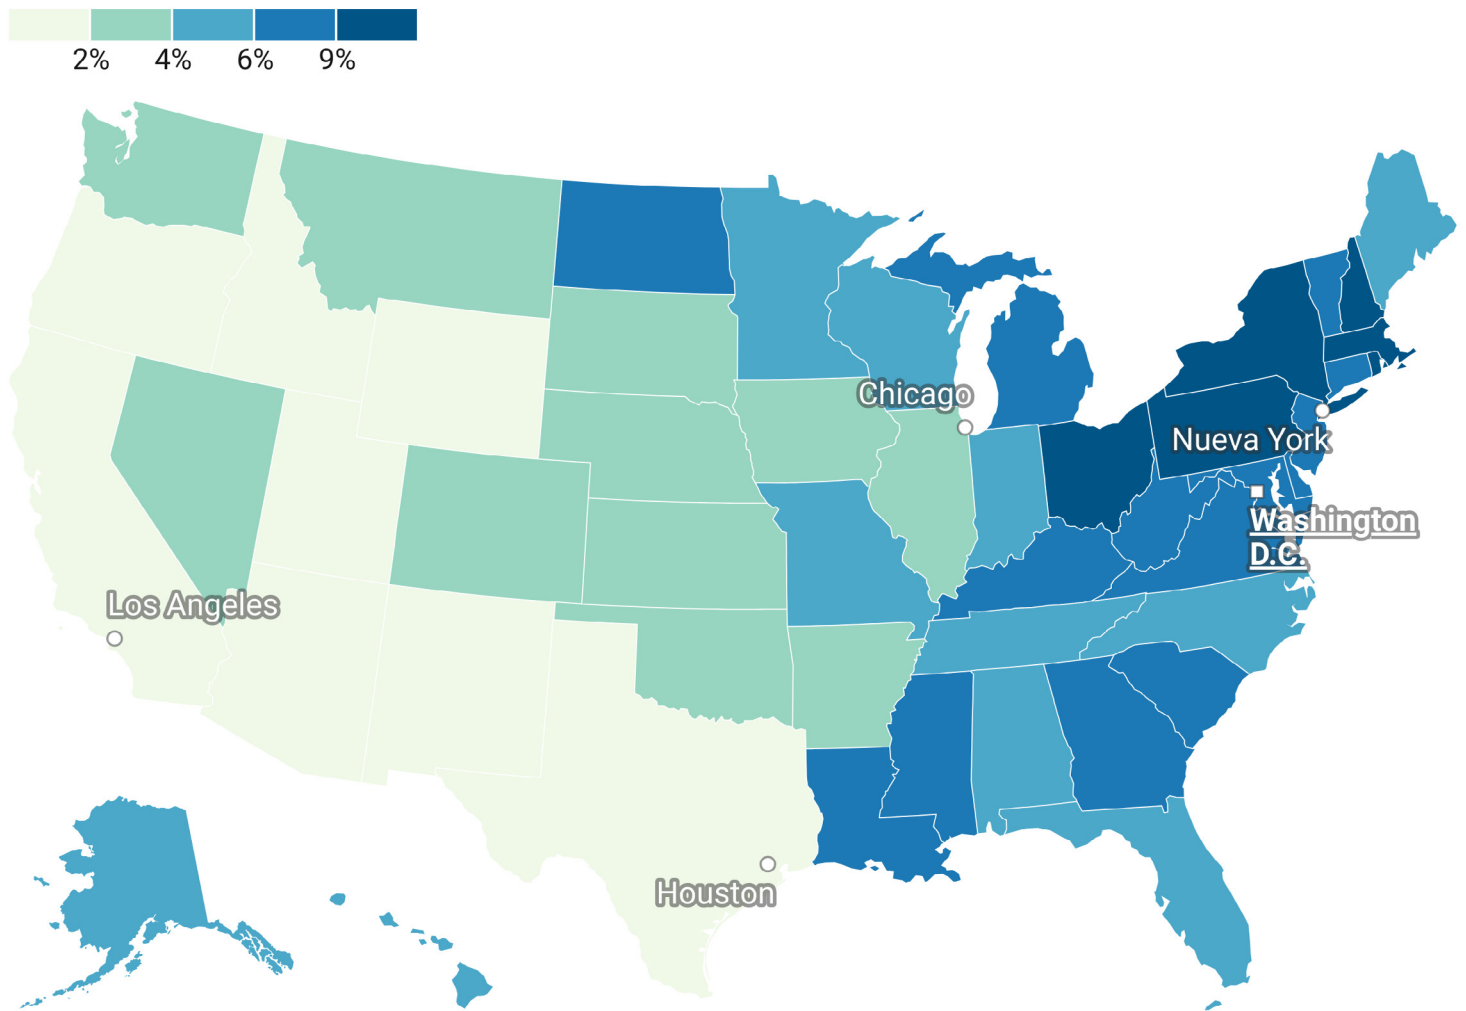 2% 4% 6% 9%
Chicago
Nueva York
Washington
D.C.
Los Angeles
Houston